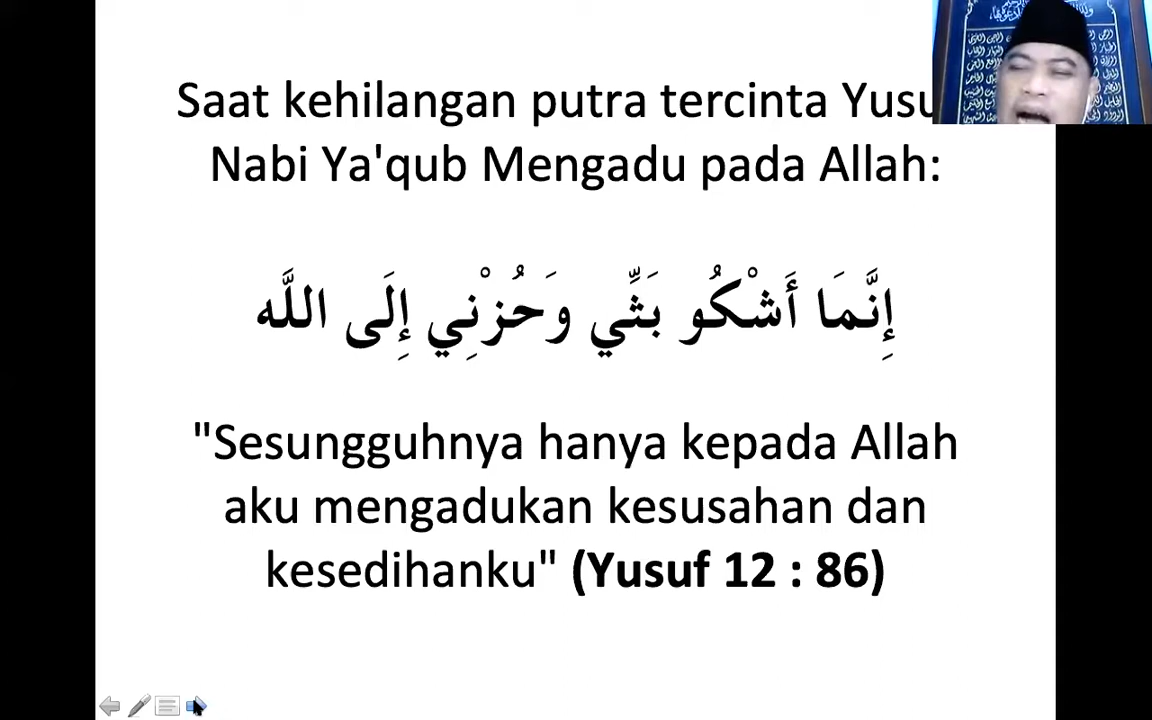 Saat kehilangan putra tercinta Yusu
Nabi Ya'qub Mengadu pada Allah:
إِنَّمَا أَشْكُو بَثِّي وَحُزْنِي إِلَى اللَّه
"Sesungguhnya hanya kepada Allah
aku mengadukan kesusahan dan
kesedihanku" (Yusuf 12 : 86)